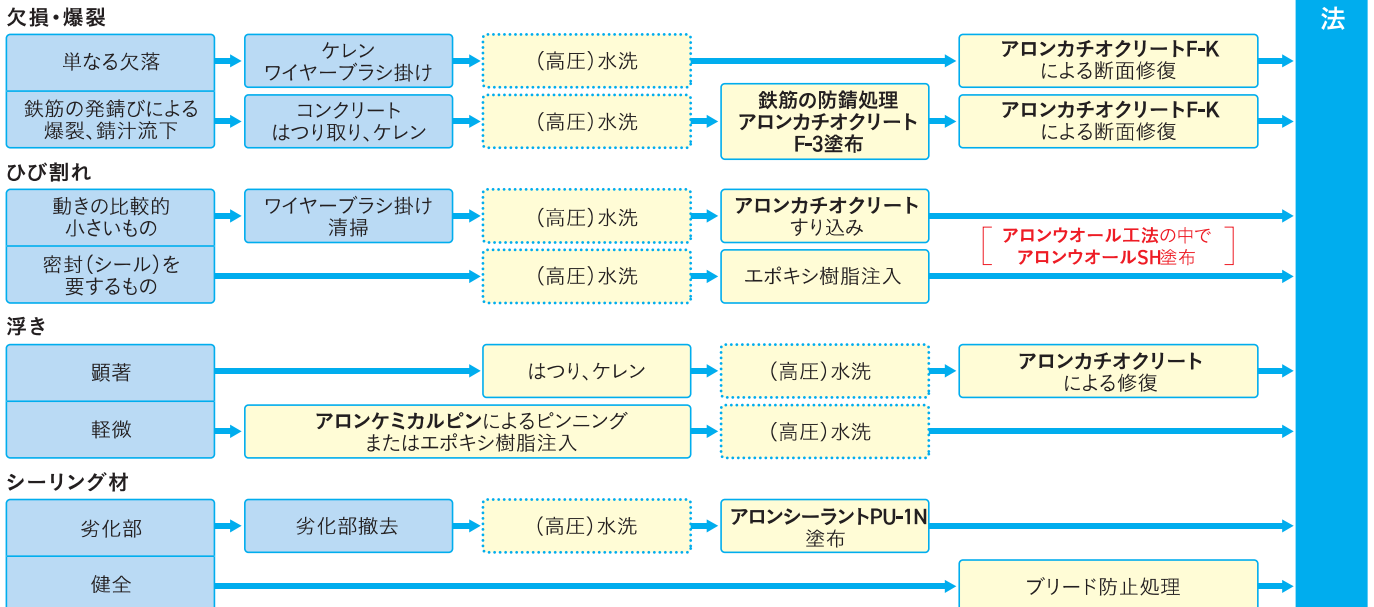 欠損・爆裂
法
単なる欠落
ケレン
ワイヤーブラシ掛け
(高圧)水洗
アロンカチオクリートF-K
による断面修復
鉄筋の発錆びによる
爆裂、錆汁流下
コンクリート
はつり取り、ケレン
(高圧)水洗
鉄筋の防錆処理
アロンカチオクリート
F-3塗布
アロンカチオクリートF-K
による断面修復
ひび割れ
動きの比較的
小さいもの
ワイヤーブラシ掛け
清掃
(高圧)水洗
アロンカチオクリート
すり込み
アロンウオール工法の中で
アロンウオールSH塗布
密封(シール)を
要するもの
(高圧)水洗
エポキシ樹脂注入
浮き
顕著
はつり、ケレン
(高圧)水洗
アロンカチオクリート
による修復
軽微
アロンケミカルピンによるピンニング
またはエポキシ樹脂注入
(高圧)水洗
シーリング材
劣化部
劣化部撤去
(高圧)水洗
アロンシーラントPU-1N
塗布
健全
ブリード防止処理